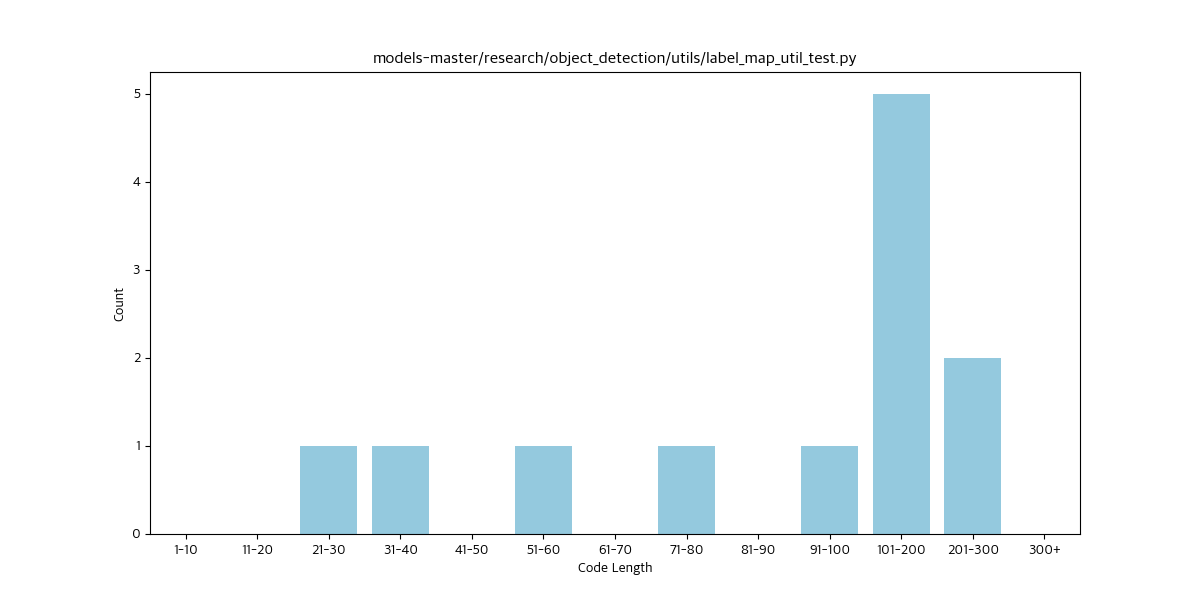 models-master/research/object_detection/utils/label_map_util_test.py
5
4
3
2
1
0
Count
1-10 11-20 21-30 31-40 41-50 51-60 61-70 71-80 81-90 91-100 101-200 201-300 300+
Code Length